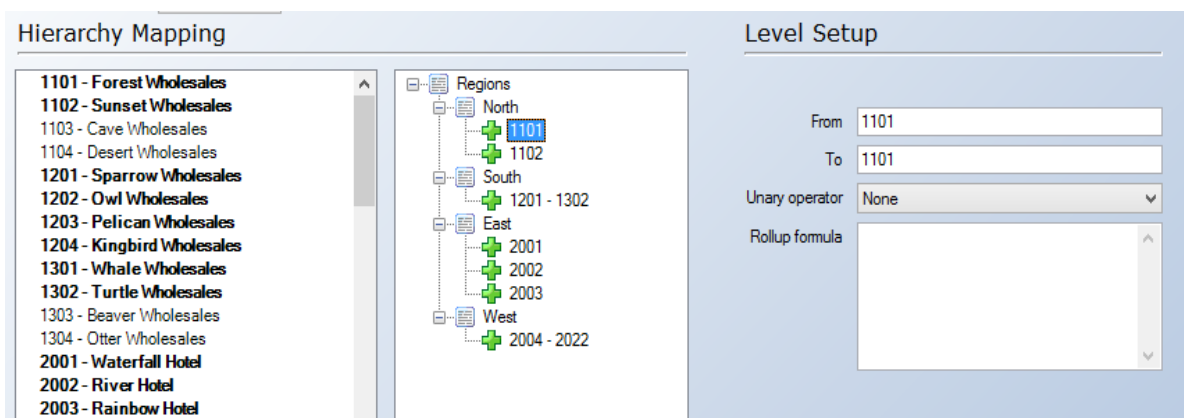 Hierarchy Mapping
1101 - Forest Wholesales
1102 - Sunset Wholesales
1103 - Cave Wholesales
1104 - Desert Wholesales
1201 - Sparrow Wholesales
1202 - Owl Wholesales
1203 - Pelican Wholesales
1204 - Kingbird Wholesales
1301 - Whale Wholesales
1302 - Turtle Wholesales
1303 - Beaver Wholesales
1304 - Otter Wholesales
2001 - Waterfall Hotel
2002 - River Hotel
2003 - Rainbow Hotel
Regions
North
1101
1102
South
1201 - 1302
East
2001
2002
2003
West
2004 - 2022
Level Setup
From 1101
To 1101
Unary operator None
Rollup formula